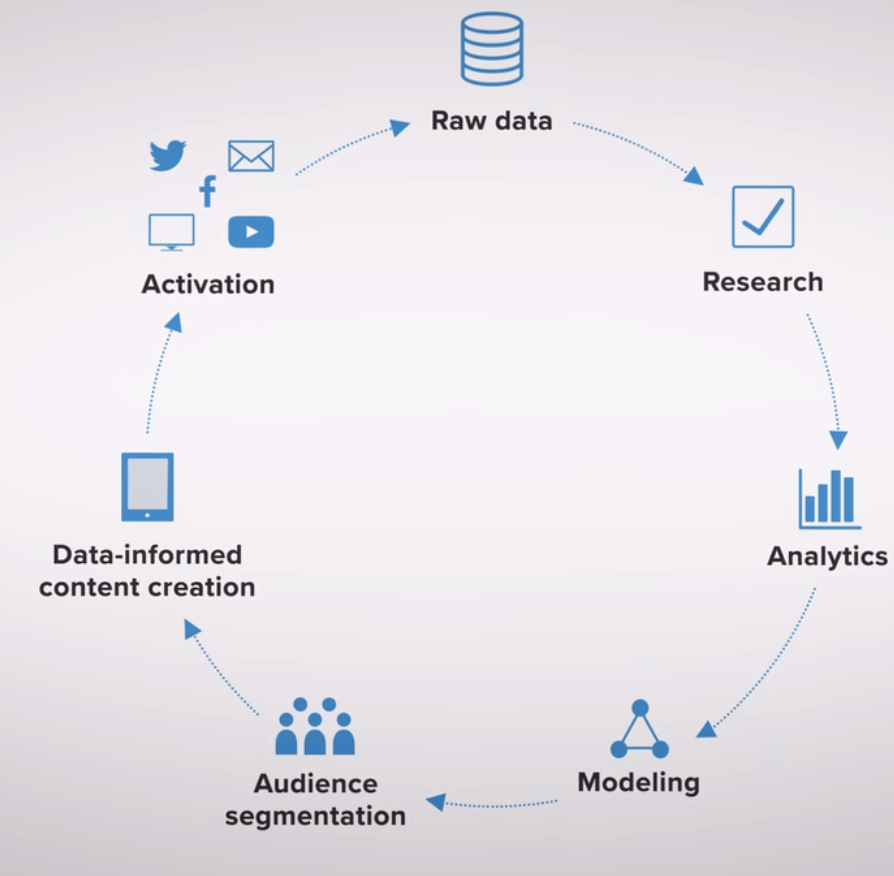 Raw data
Research
Analytics
Modeling
Audience
segmentation
Data-informed
content creation
Activation